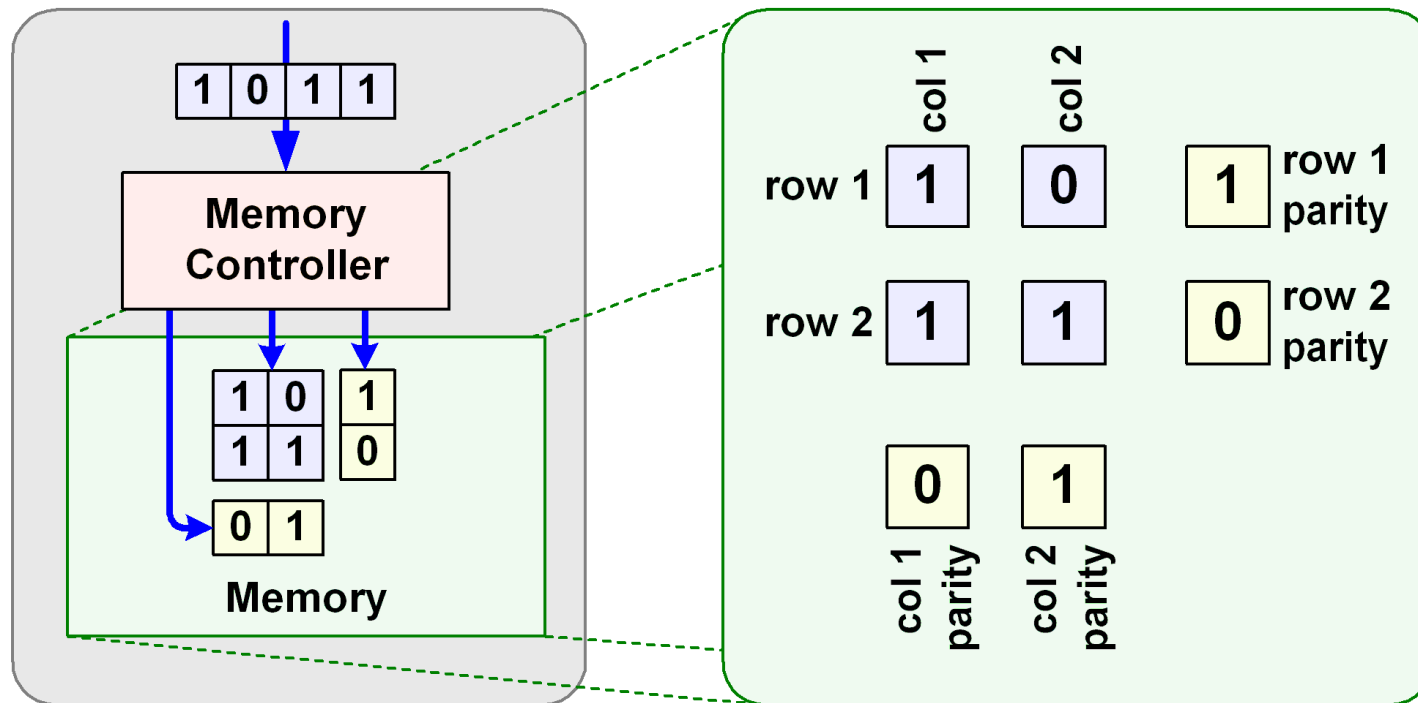 1 0 1 1
Memory
Controller
1 0 1
1 1 0
0 1
Memory
col 1
col 2
row 1
1 0 1
row 1
parity
row 2
1 1 0
row 2
parity
0 1
col 1
parity
col 2
parity